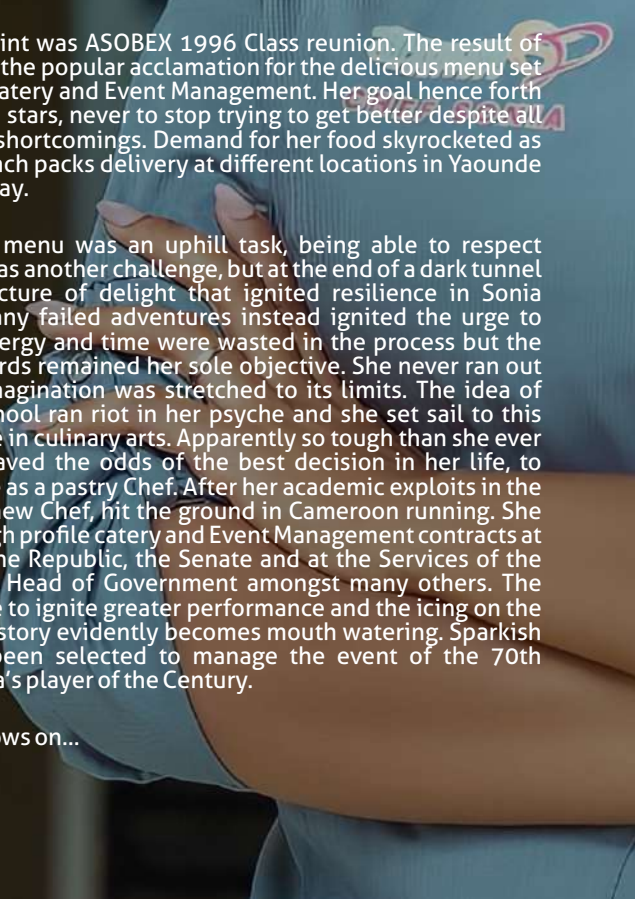 int was ASOBEX 1996 Class reunion. The result of
the popular acclamation for the delicious menu set
atery and Event Management. Her goal hence forth
stars, never to stop trying to get better despite all
shortcomings. Demand for her food skyrocketed as
ch packs delivery at different locations in Yaounde
ay.
menu was an uphill task, being able to respect
as another challenge, but at the end of a dark tunnel
cture of delight that ignited resilience in Sonia
ny failed adventures instead ignited the urge to
ergy and time were wasted in the process but the
rds remained her sole objective. She never ran out
magination was stretched to its limits. The idea of
hool ran riot in her psyche and she set sail to this
e in culinary arts. Apparently so tough than she ever
aved the odds of the best decision in her life, to
as a pastry Chef. After her academic exploits in the
ew Chef, hit the ground in Cameroon running. She
gh profile catery and Event Management contracts at
he Republic, the Senate and at the Services of the
Head of Government amongst many others. The
e to ignite greater performance and the icing on the
story evidently becomes mouth watering. Sparkish
been selected to manage the event of the 70th
a's player of the Century.
ows on...
CHEF SONIA